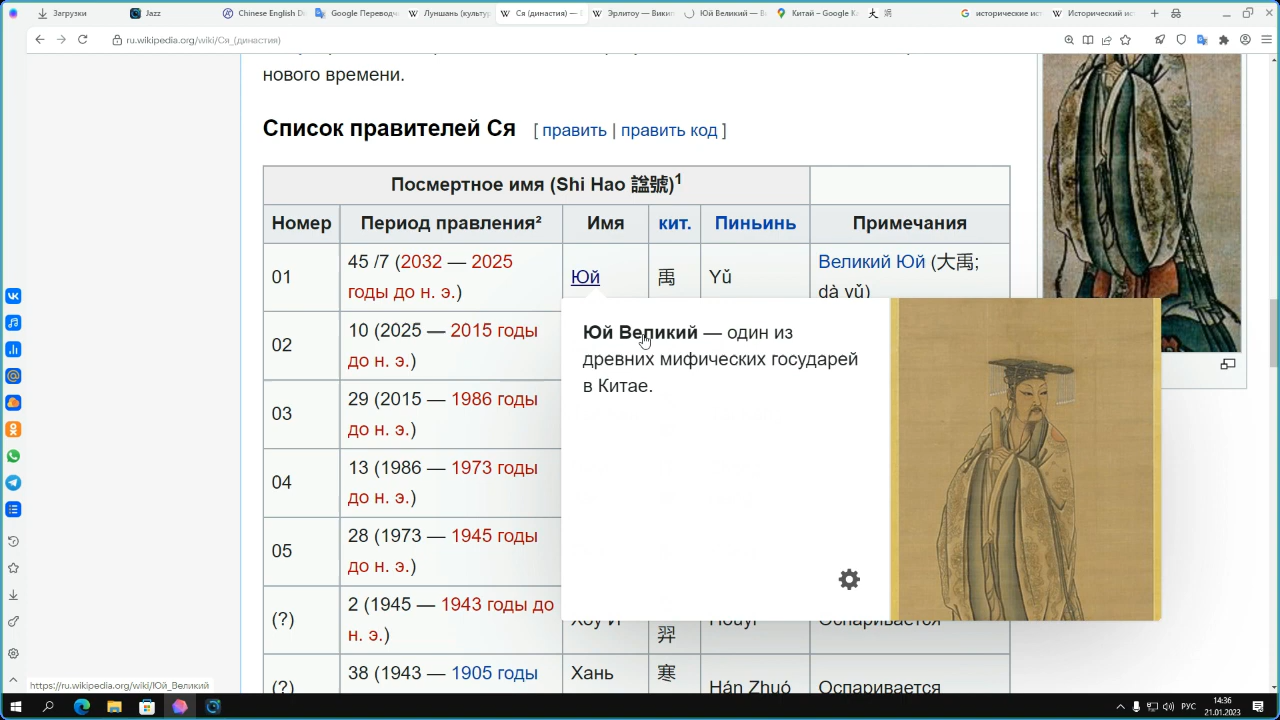 Загрузки
Jazz
Chinese English Di
Google Переводч
Луншань (культур
Ся (династия) —
Эрлитоу — Вики
Юй Великий — В
Китай – Google К
исторические ис
Исторический ис
ru.wikipedia.org/wiki/Ся_(династия)
нового времени.
Список правителей Ся [ править | править код ]
Посмертное имя (Shi Hao 諡號)1
Номер Период правления² Имя кит. Пиньинь Примечания
01 45 /7 (2032 — 2025 годы до н. э.) Юй 禹 Yǔ Великий Юй (大禹; dà yǔ)
02 10 (2025 — 2015 годы до н. э.)
03 29 (2015 — 1986 годы до н. э.)
04 13 (1986 — 1973 годы до н. э.)
05 28 (1973 — 1945 годы до н. э.)
(?) 2 (1945 — 1943 годы до н. э.) Хоу И 羿 Hòuyì Оспаривается
(?) 38 (1943 — 1905 годы Хань 寒 Hán Zhuó Оспаривается
Юй Великий — один из
древних мифических государей
в Китае.
https://ru.wikipedia.org/wiki/Юй_Великий
РУС
14:36
21.01.2023